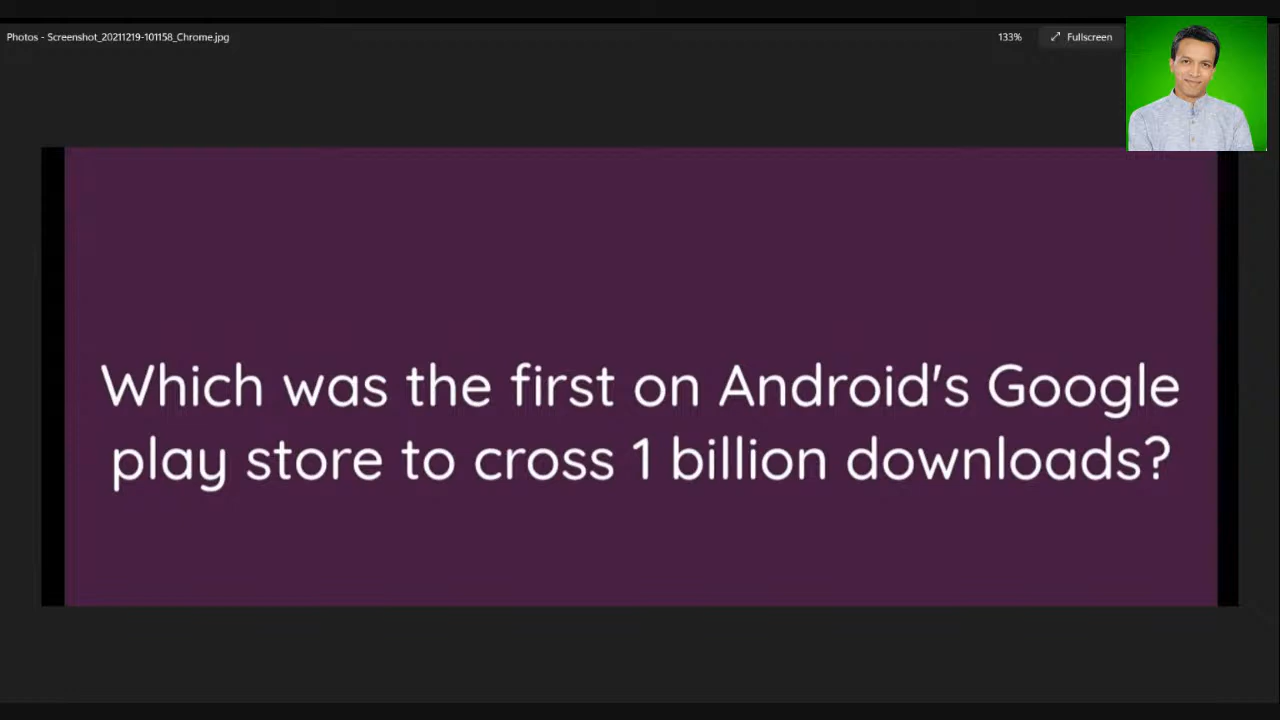 Photos - Screenshot_20211219-101158_Chrome.jpg
133%
Fullscreen
Which was the first on Android's Google
play store to cross 1 billion downloads?